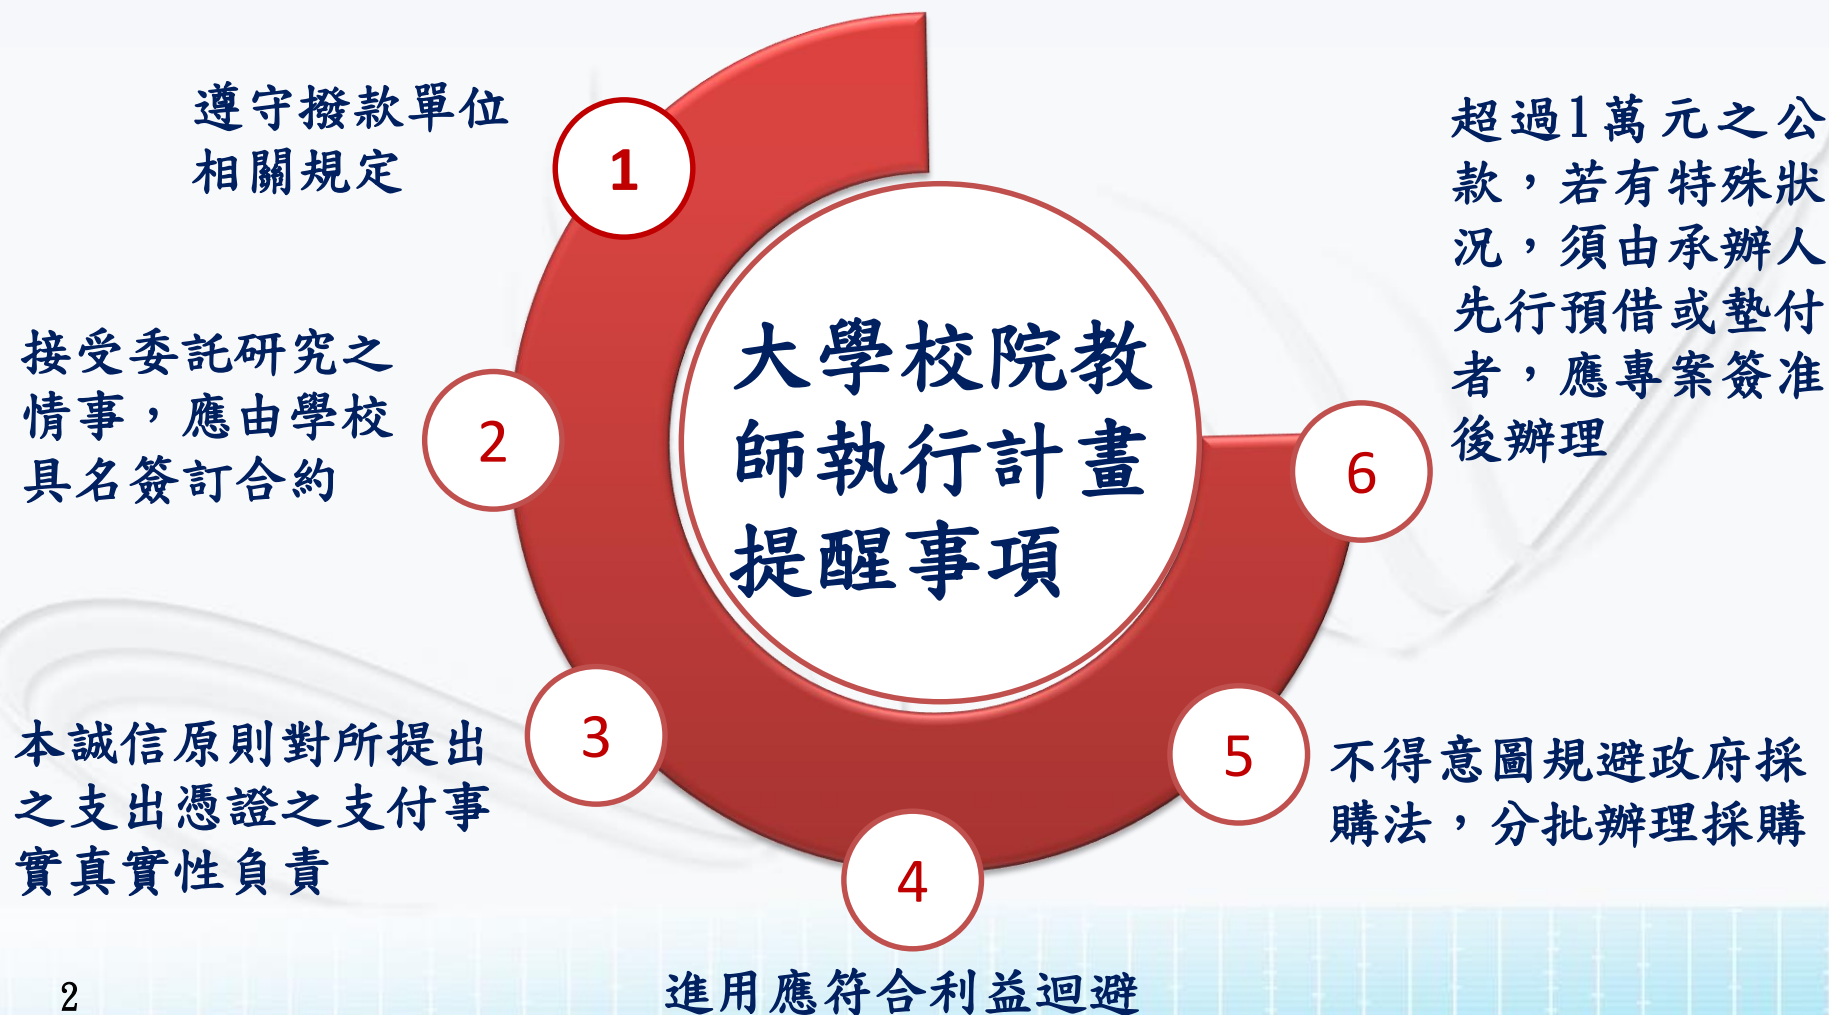 大學校院教
師執行計畫
提醒事項
1
遵守撥款單位
相關規定
2
接受委託研究之
情事，應由學校
具名簽訂合約
3
本誠信原則對所提出
之支出憑證之支付事
實真實性負責
4
進用應符合利益迴避
5
不得意圖規避政府採
購法，分批辦理採購
6
超過1萬元之公
款，若有特殊狀
況，須由承辦人
先行預借或墊付
者，應專案簽准
後辦理
2